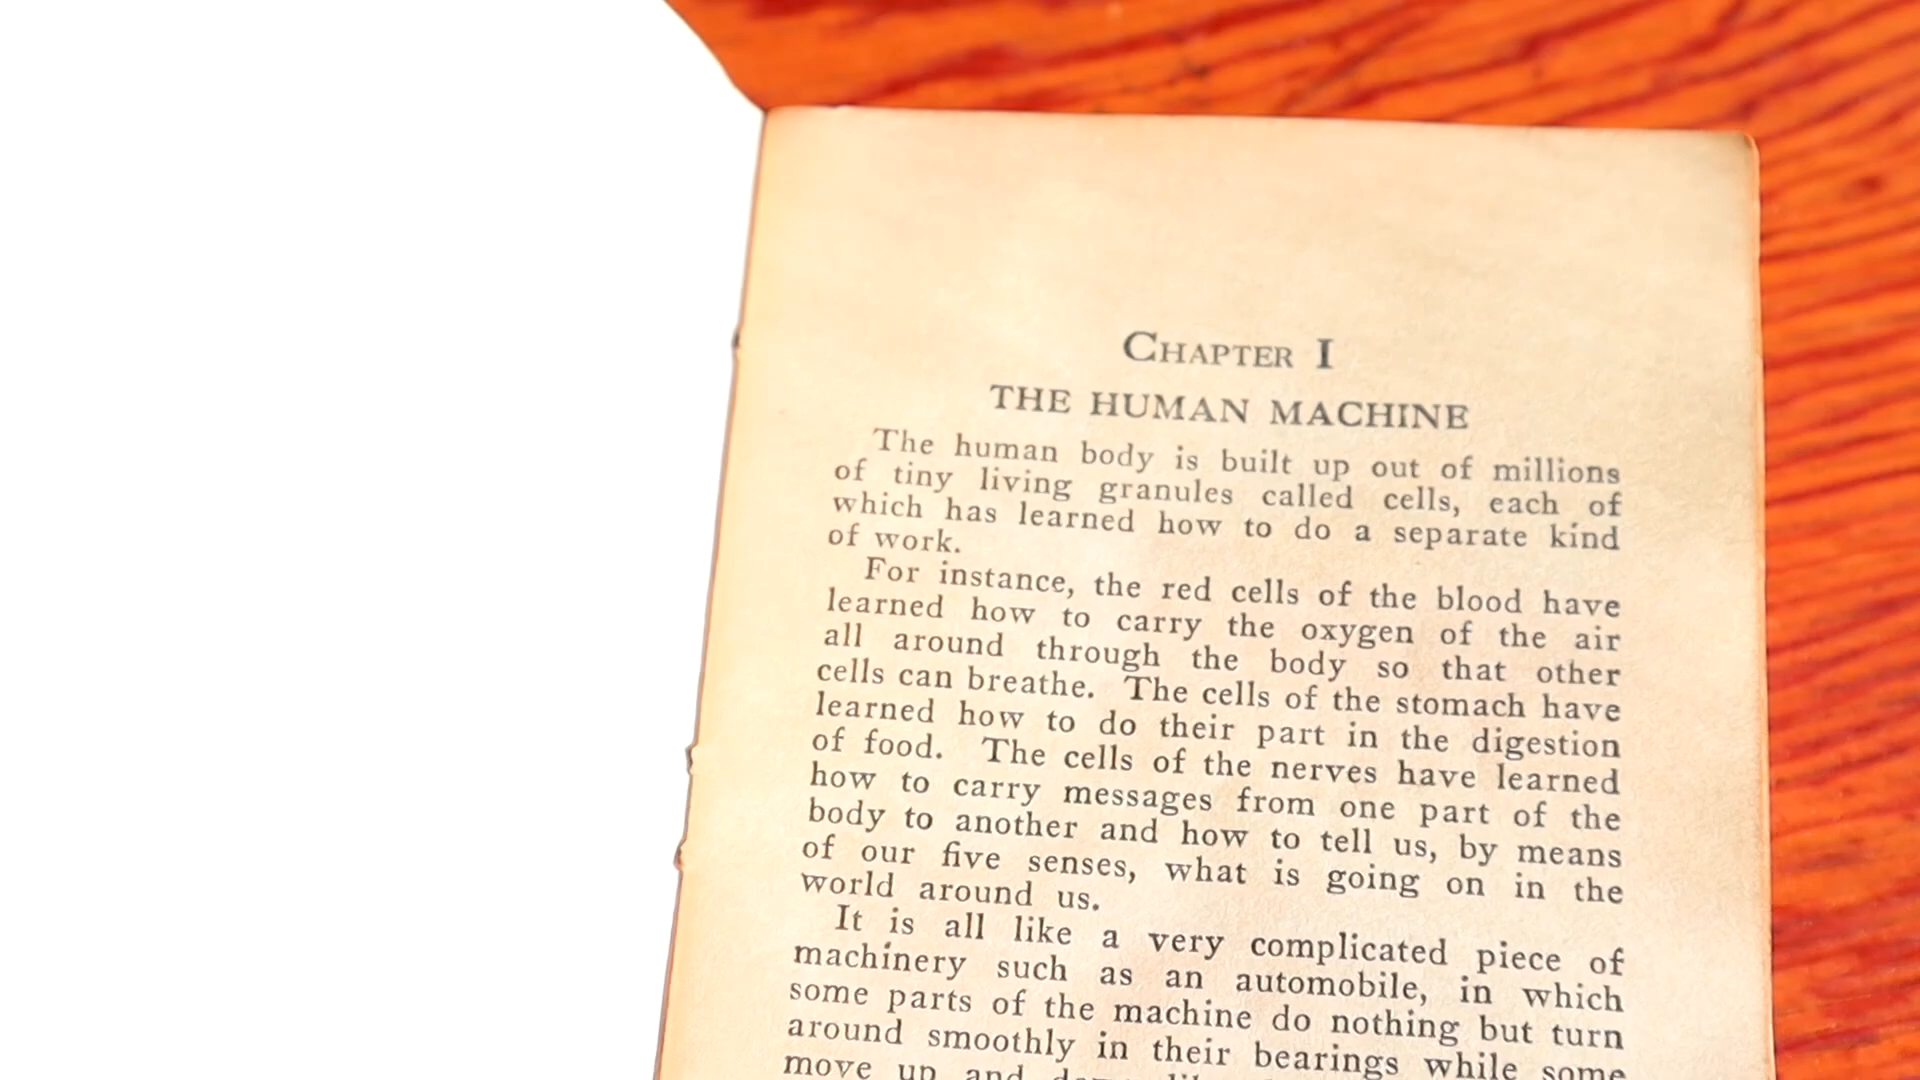 CHAPTER I
THE HUMAN MACHINE
The human body is built up out of millions
of tiny living granules called cells, each of
which has learned how to do a separate kind
of work.
For instance, the red cells of the blood have
learned how to carry the oxygen of the air
all around through the body so that other
cells can breathe. The cells of the stomach have
learned how to do their part in the digestion
of food. The cells of the nerves have learned
how to carry messages from one part of the
body to another and how to tell us, by means
of our five senses, what is going on in the
world around us.
It is all like a very complicated piece of
machinery such as an automobile, in which
some parts of the machine do nothing but turn
around smoothly in their bearings while some
move up and